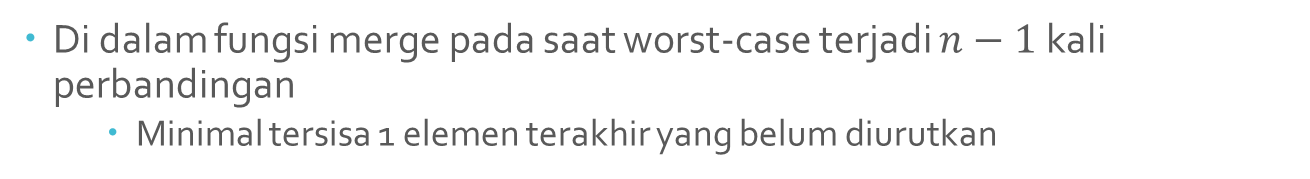 • Di dalam fungsi merge pada saat worst-case terjadi n − 1 kali
perbandingan
• Minimal tersisa 1 elemen terakhir yang belum diurutkan